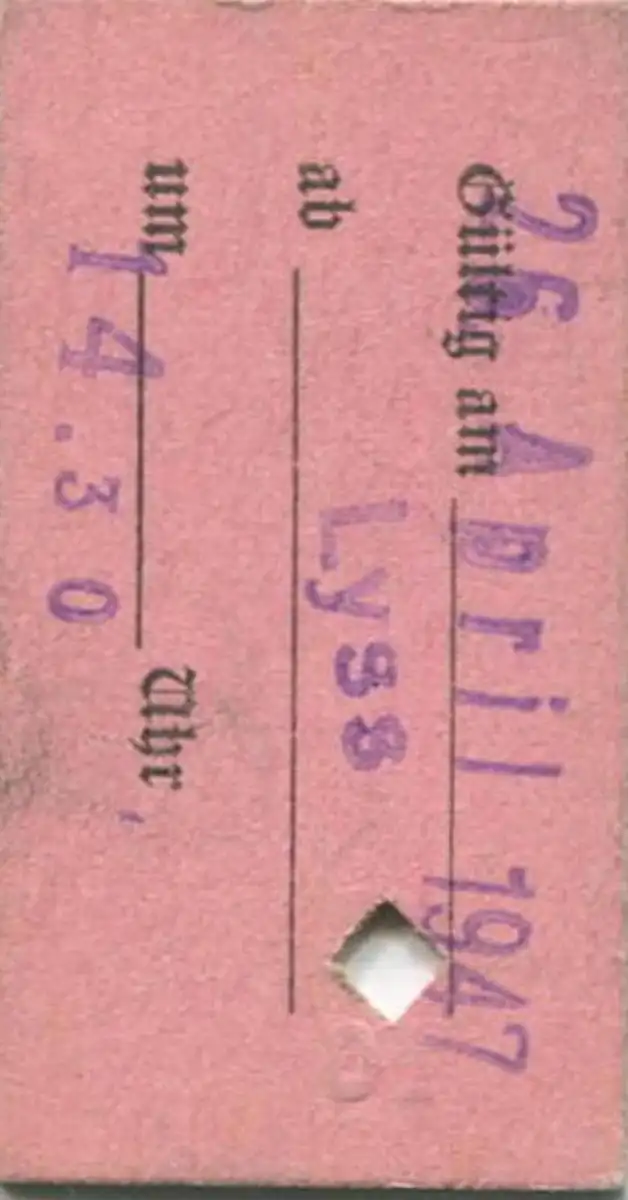 Gültig am 26 April 1947
ab Lyss
um 14.30 Uhr